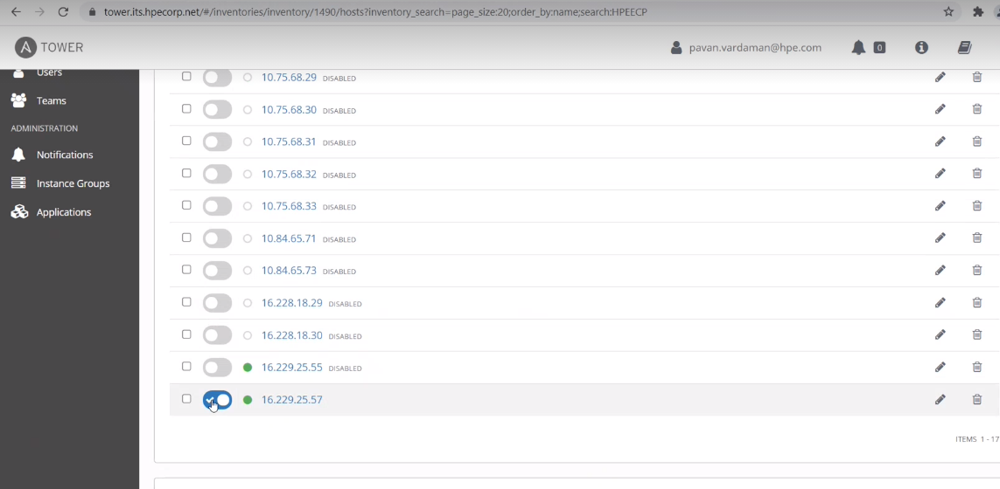 tower.its.hpecorp.net/#/inventories/inventory/1490/hosts?inventory_search=page_size:20;order_by:name;search:HPEECP
A TOWER
pavan.vardaman@hpe.com
0
Users
Teams
ADMINISTRATION
Notifications
Instance Groups
Applications
10.75.68.29 DISABLED
10.75.68.30 DISABLED
10.75.68.31 DISABLED
10.75.68.32 DISABLED
10.75.68.33 DISABLED
10.84.65.71 DISABLED
10.84.65.73 DISABLED
16.228.18.29 DISABLED
16.228.18.30 DISABLED
16.229.25.55 DISABLED
16.229.25.57
ITEMS 1 - 17